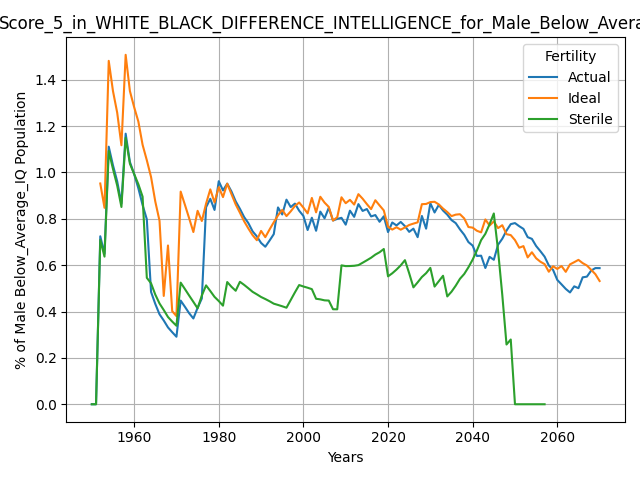 Score_5_in_WHITE_BLACK_DIFFERENCE_INTELLIGENCE_for_Male_Below_Avera
% of Male Below_Average_IQ Population
1.4
1.2
1.0
0.8
0.6
0.4
0.2
0.0
Fertility
Actual
Ideal
Sterile
1960
1980
2000
2020
2040
2060
Years